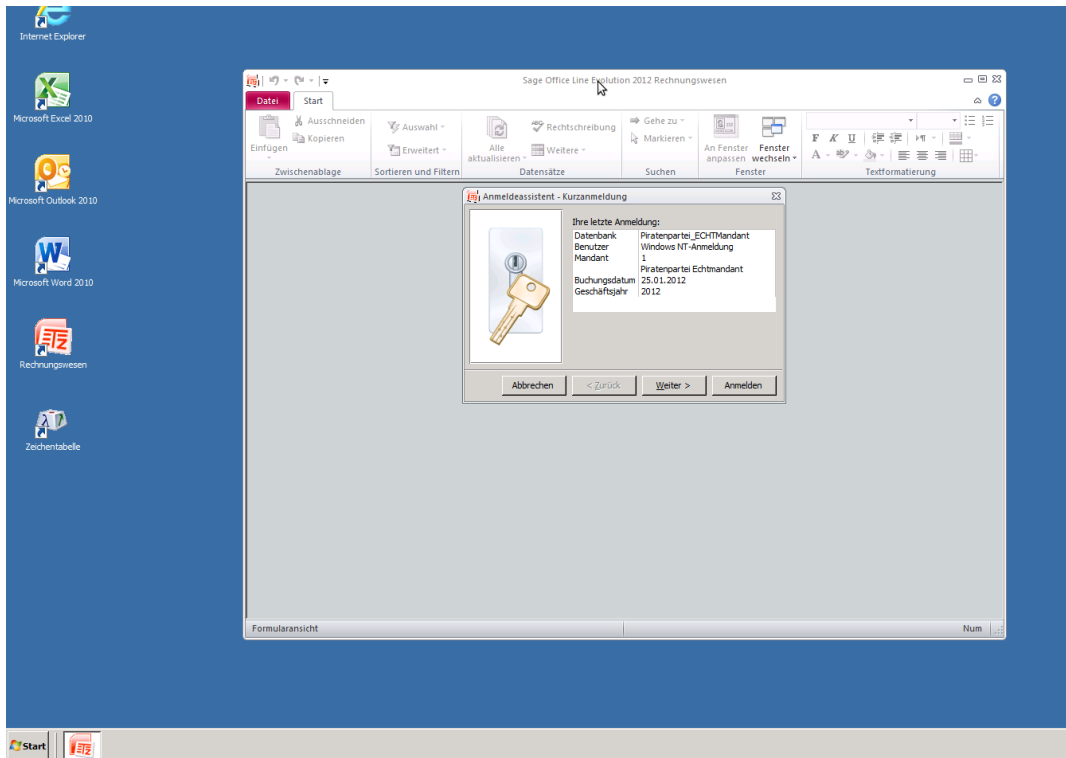 Internet Explorer
Microsoft Excel 2010
Microsoft Outlook 2010
Microsoft Word 2010
Rechnungswesen
Zeichentabelle
Sage Office Line Evolution 2012 Rechnungswesen
Datei Start
Einfügen
Ausschneiden
Kopieren
Zwischenablage
Auswahl
Erweitert
Sortieren und Filtern
Alle aktualisieren
Rechtschreibung
Weitere
Datensätze
Gehe zu
Markieren
Suchen
An Fenster anpassen
Fenster wechseln
Fenster
F K U
A
Textformatierung
Anmeldeassistent - Kurzanmeldung
Ihre letzte Anmeldung:
Datenbank Piratenpartei_ECHTMandant
Benutzer Windows NT-Anmeldung
Mandant 1
Piratenpartei Echtmandant
Buchungsdatum 25.01.2012
Geschäftsjahr 2012
Abbrechen < Zurück Weiter > Anmelden
Formularansicht Num
Start